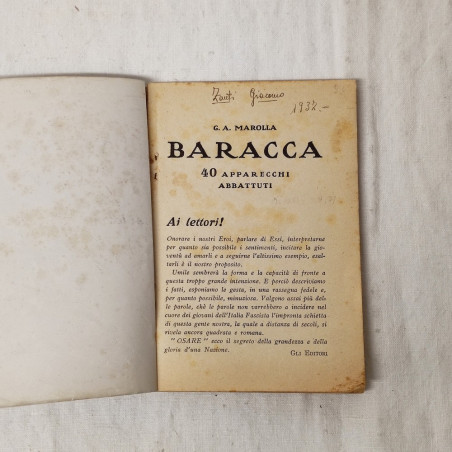 Zanti Giacomo
1932.-
G. A. MAROLLA
BARACCA
40 APPARECCHI
ABBATTUTI
Ai lettori!
Onorare i nostri Eroi, parlare di Essi, interpretarne
per quanto sia possibile i sentimenti, incitare la gio-
ventù ad amarli e a seguirne l'altissimo esempio, esal-
tarli è il nostro proposito.
Umile sembrerà la forma e la capacità di fronte a
questa troppo grande intenzione. E perciò descriviamo
i fatti, esponiamo le gesta, in una rassegna fedele e,
per quanto possibile, minuziosa. Valgono assai più del-
le parole, chè le parole non varrebbero a incidere nel
cuore dei giovani dell'Italia Fascista l'impronta schietta
di questa gente nostra, la quale a distanza di secoli, si
rivela ancora quadrata e romana.
" OSARE " ecco il segreto della grandezza e della
gloria d'una Nazione.
GLI EDITORI